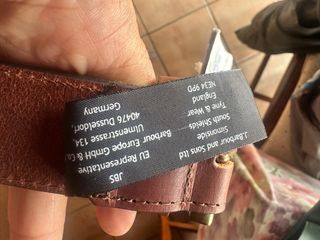 J.Barbour and Sons ltd
Simonside
South Shields
Tyne & Wear
England
NE34 9PD
JBS
EU Representative
Barbour Europe GmbH & Co.
Ulmenstrasse 134,
40476 Dusseldorf,
Germany